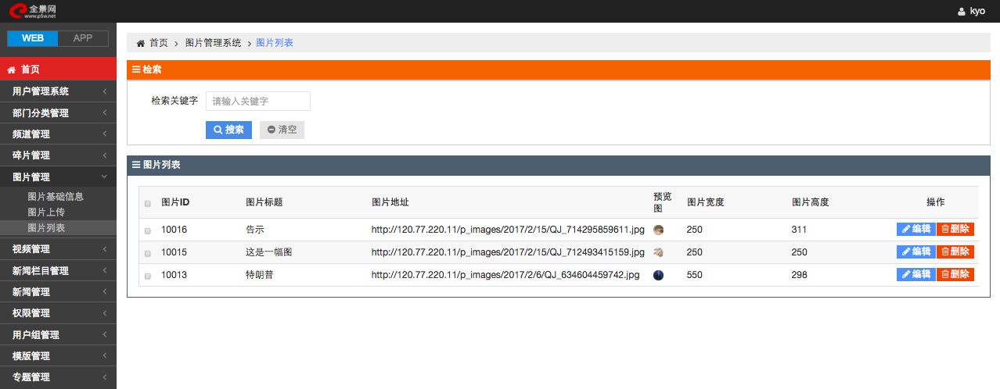 全景网
www.p5w.net
kyo
WEB
APP
首页
用户管理系统
部门分类管理
频道管理
碎片管理
图片管理
图片基础信息
图片上传
图片列表
视频管理
新闻栏目管理
新闻管理
权限管理
用户组管理
模版管理
专题管理
首页 > 图片管理系统 > 图片列表
检索
检索关键字 请输入关键字
搜索 清空
图片列表
图片ID 图片标题 图片地址 预览图 图片宽度 图片高度 操作
10016 告示 http://120.77.220.11/p_images/2017/2/15/QJ_714295859611.jpg 250 311 编辑 删除
10015 这是一幅图 http://120.77.220.11/p_images/2017/2/15/QJ_712493415159.jpg 250 250 编辑 删除
10013 特朗普 http://120.77.220.11/p_images/2017/2/6/QJ_634604459742.jpg 550 298 编辑 删除